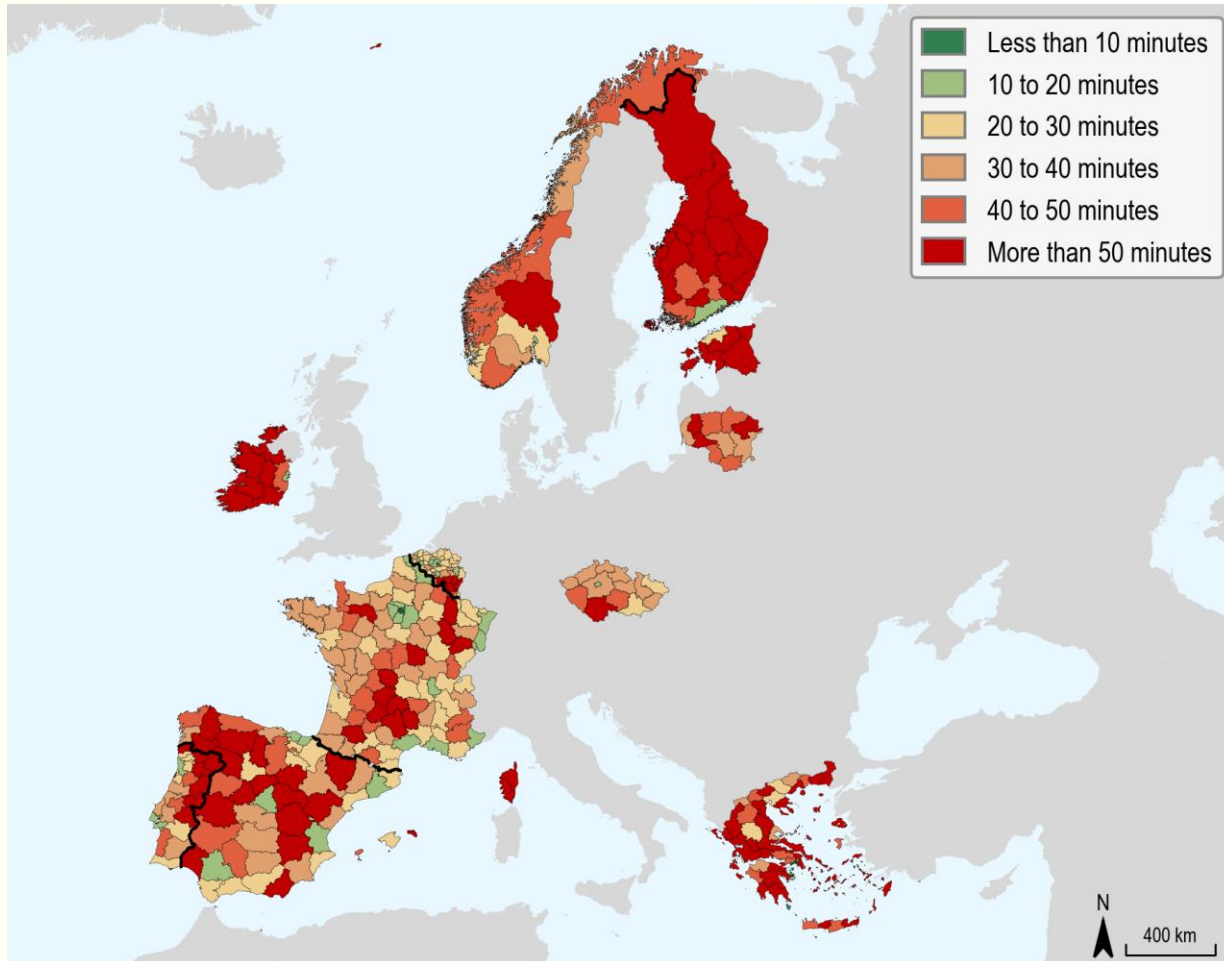 Less than 10 minutes
10 to 20 minutes
20 to 30 minutes
30 to 40 minutes
40 to 50 minutes
More than 50 minutes
N
400 km